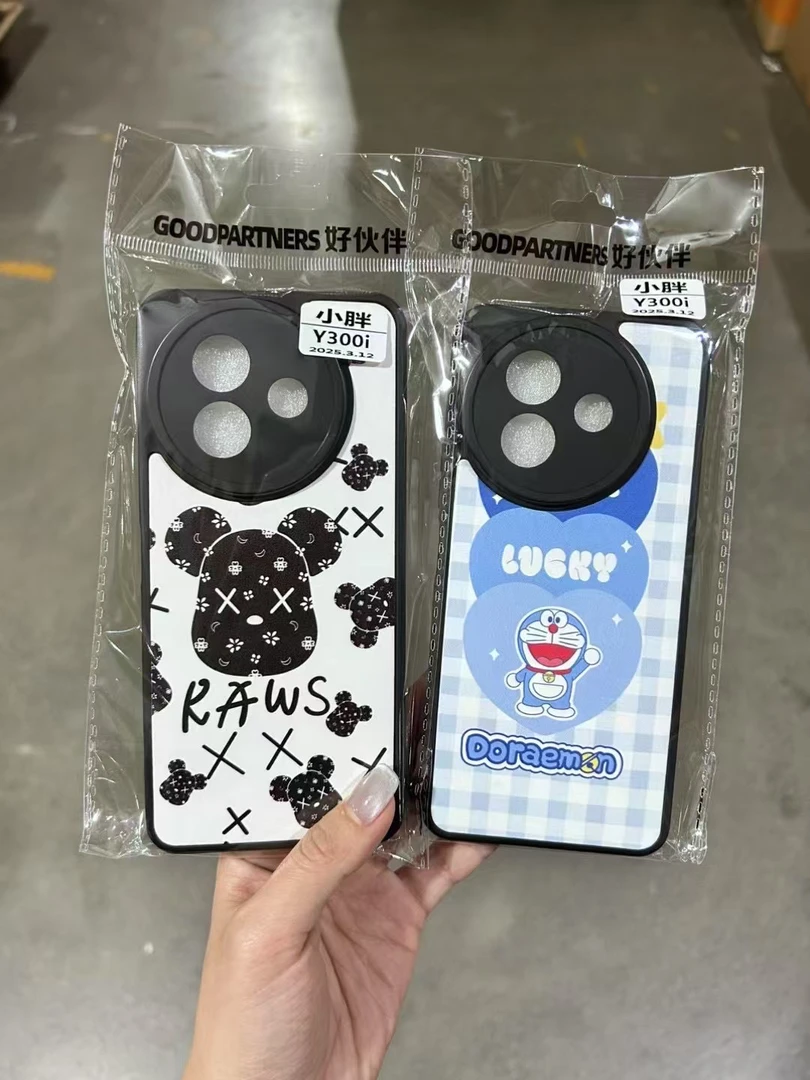 GOODPARTNERS 好伙伴
小胖
Y300i
2025.3.12
RAWS
GOODPARTNERS 好伙伴
小胖
Y300i
2025.3.12
LUCKY
Doraemon